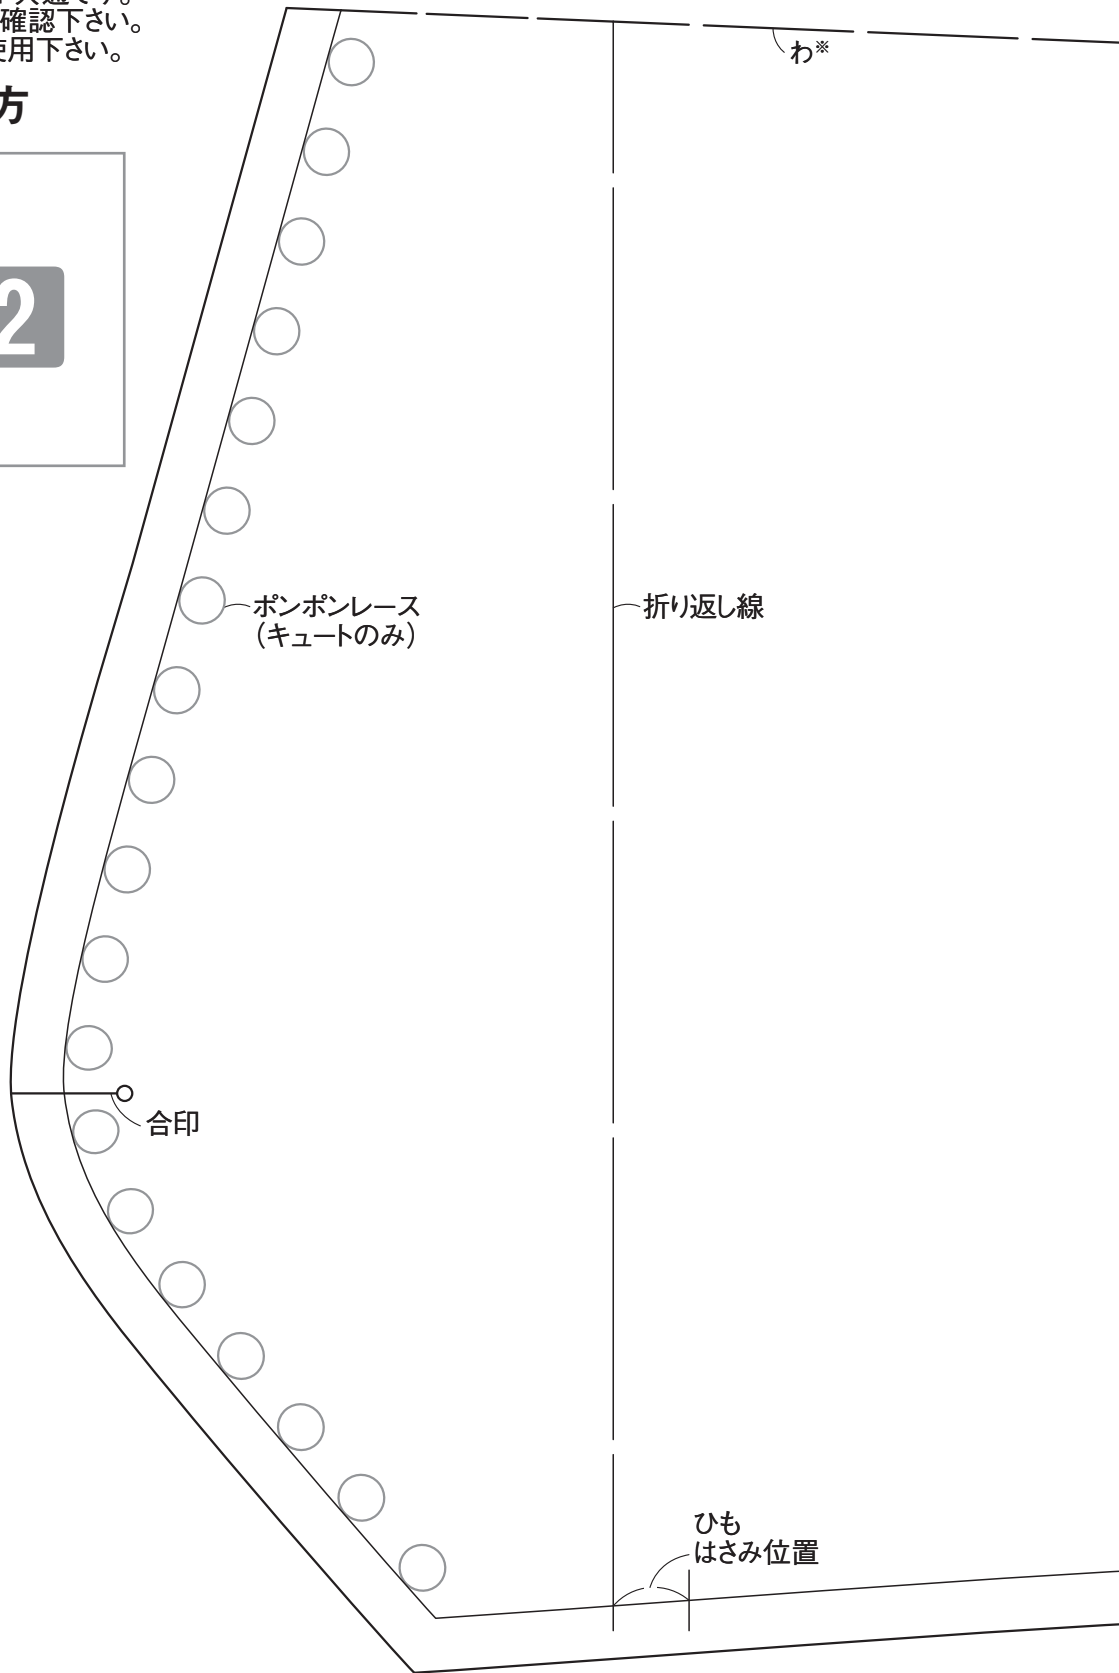 確認下さい。
使用下さい。
方
2
わ※
ポンポンレース
(キュートのみ)
折り返し線
合印
ひも
はさみ位置